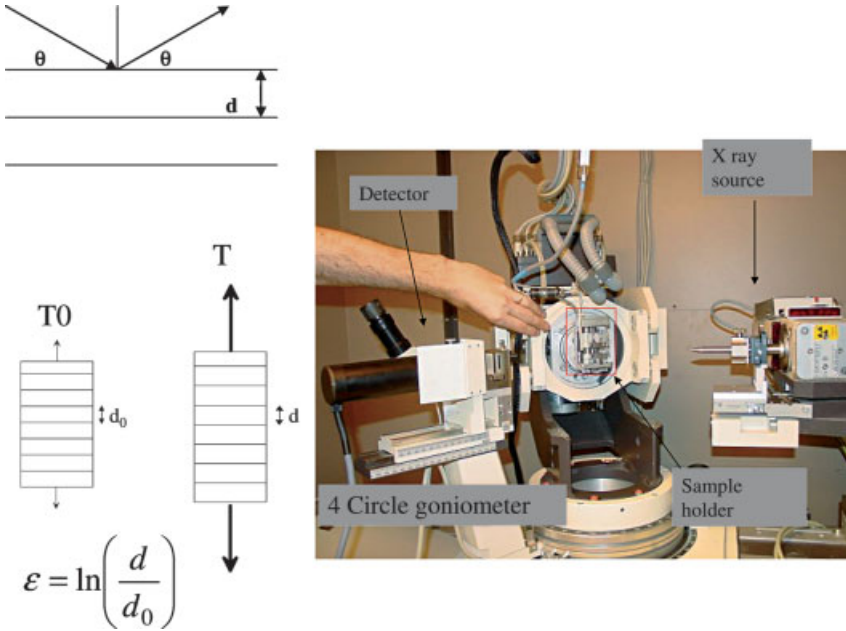 θ θ
d
X ray
source
Detector
T
T0
d₀
d
4 Circle goniometer
Sample
holder
ε = ln(d/d₀)